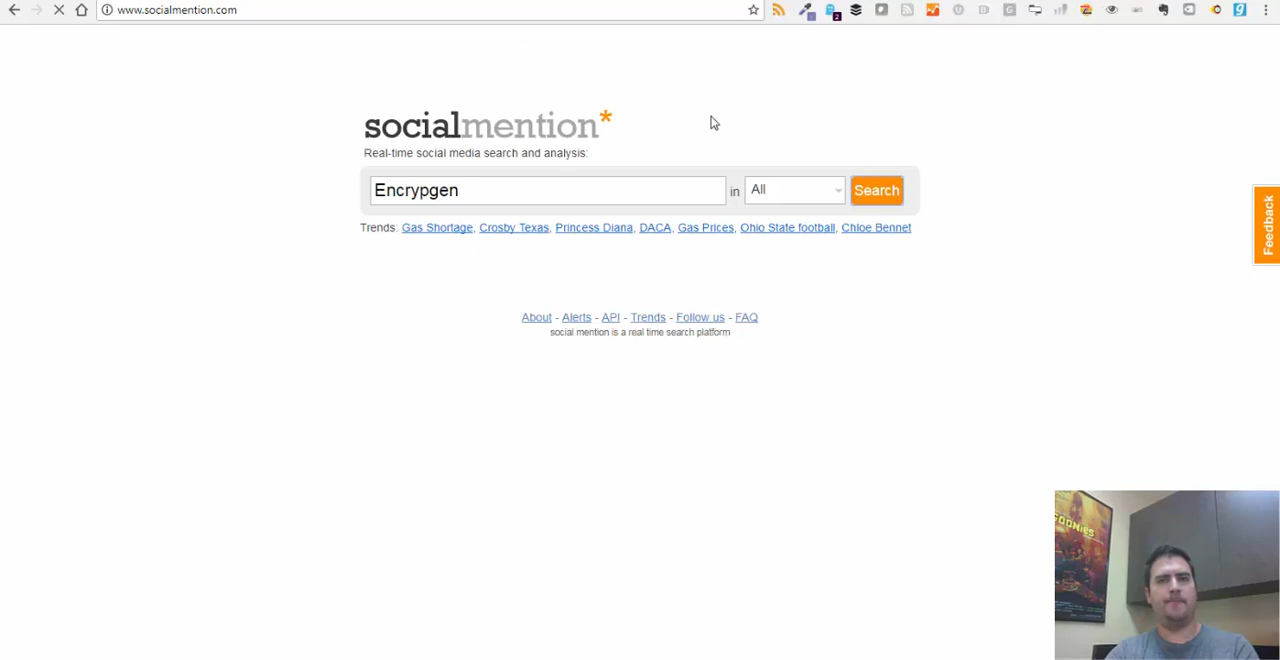 www.socialmention.com
2
socialmention*
Real-time social media search and analysis:
Encrypgen in All Search
Trends: Gas Shortage, Crosby Texas, Princess Diana, DACA, Gas Prices, Ohio State football, Chloe Bennet
Feedback
About - Alerts - API - Trends - Follow us - FAQ
social mention is a real time search platform
GOONIES